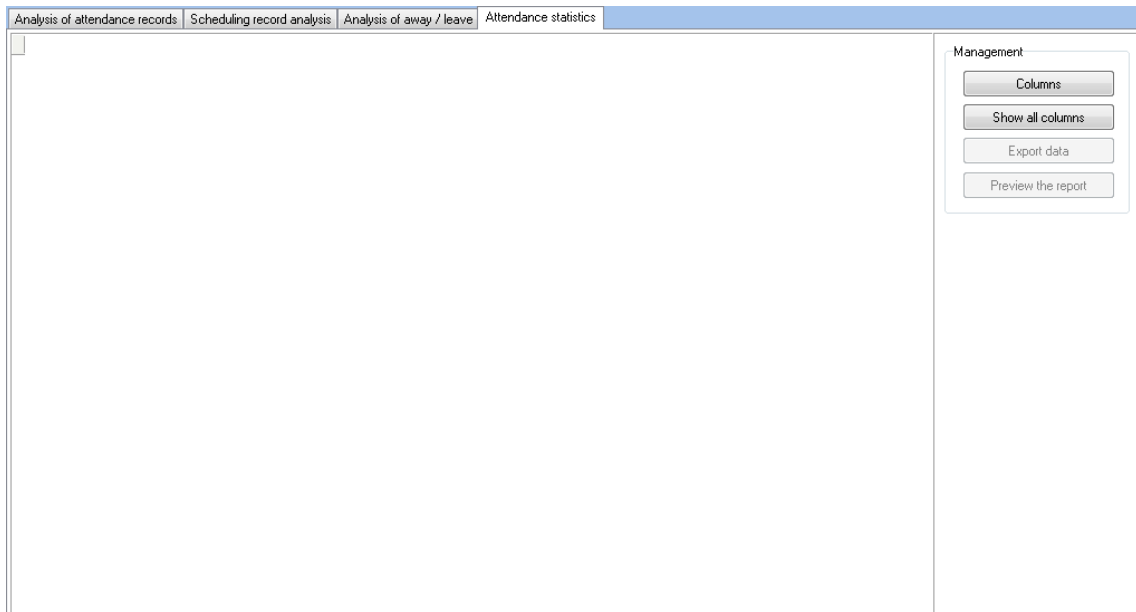 Analysis of attendance records Scheduling record analysis Analysis of away / leave Attendance statistics
Management
Columns
Show all columns
Export data
Preview the report